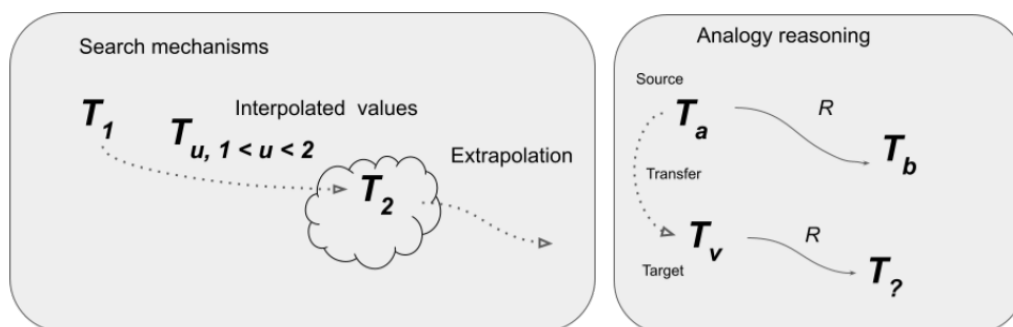 Search mechanisms
T1
Interpolated values
Tu, 1 < u < 2
Extrapolation
T2
Analogy reasoning
Source
Ta
R
Tb
Transfer
Tv
R
Target
T?